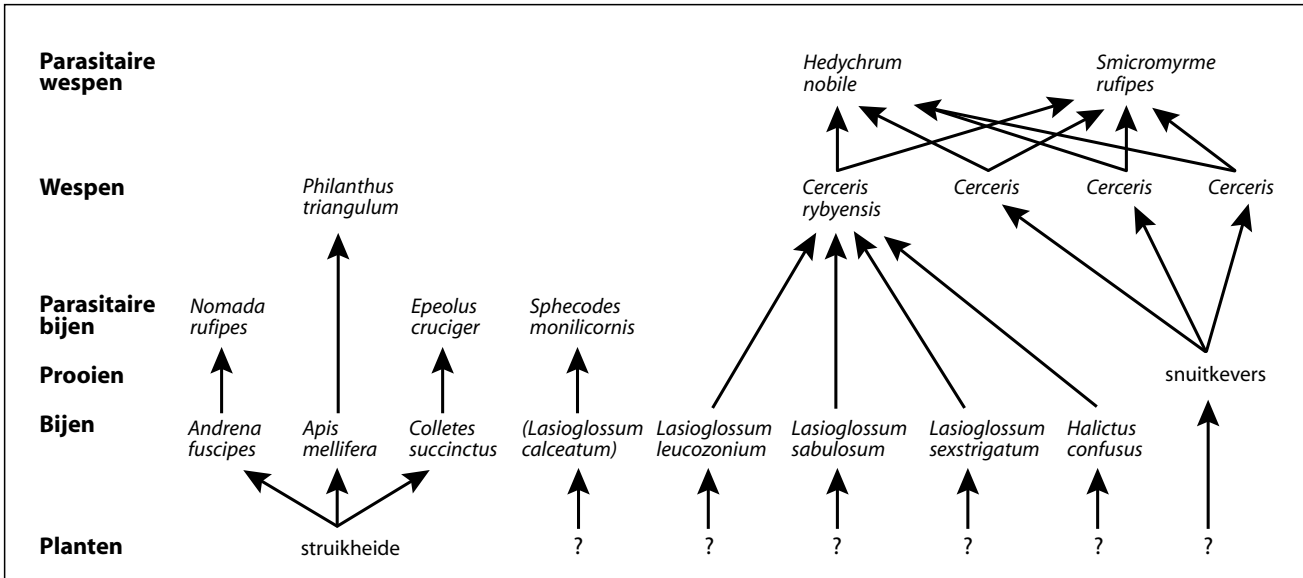 Parasitaire
wespen
Hedychrum
nobile
Smicromyrme
rufipes
Wespen
Philanthus
triangulum
Cerceris
rybyensis
Cerceris
Cerceris
Cerceris
Parasitaire
bijen
Nomada
rufipes
Epeolus
cruciger
Sphecodes
monilicornis
Prooien
snuitkevers
Bijen
Andrena
fuscipes
Apis
mellifera
Colletes
succinctus
(Lasioglossum
calceatum)
Lasioglossum
leucozonium
Lasioglossum
sabulosum
Lasioglossum
sexstrigatum
Halictus
confusus
Planten
struikheide
?
?
?
?
?
?